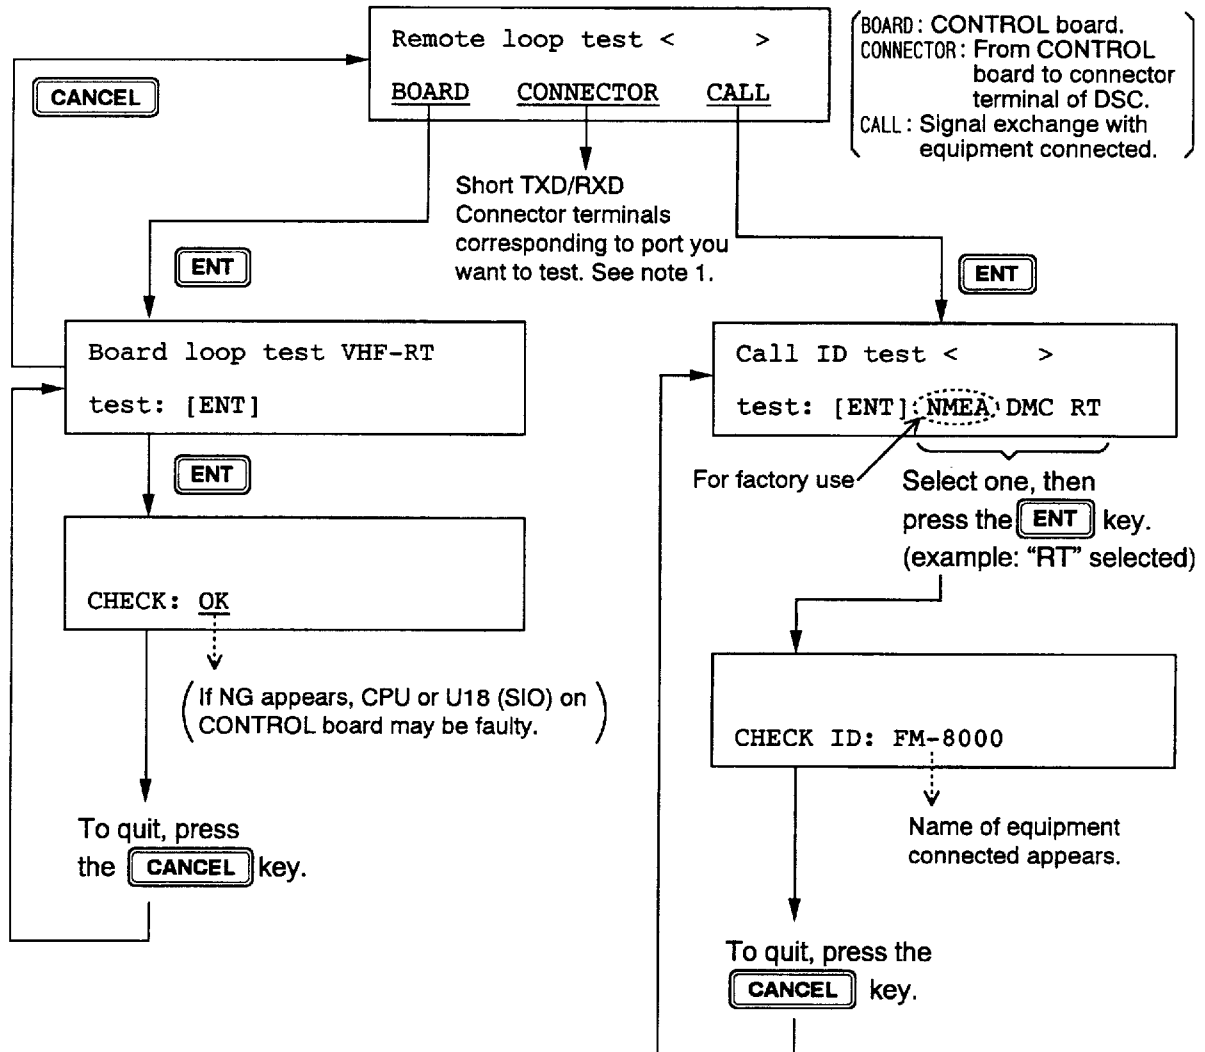 Remote loop test <      >
BOARD CONNECTOR CALL
BOARD: CONTROL board.
CONNECTOR: From CONTROL
board to connector
terminal of DSC.
CALL: Signal exchange with
equipment connected.
CANCEL
Short TXD/RXD
Connector terminals
corresponding to port you
want to test. See note 1.
ENT
Board loop test VHF-RT
test: [ENT]
ENT
CHECK: OK
(If NG appears, CPU or U18 (SIO) on
CONTROL board may be faulty.)
To quit, press
the CANCEL key.
ENT
Call ID test <      >
test: [ENT] NMEA DMC RT
For factory use
Select one, then
press the ENT key.
(example: “RT” selected)
CHECK ID: FM-8000
Name of equipment
connected appears.
To quit, press the
CANCEL key.